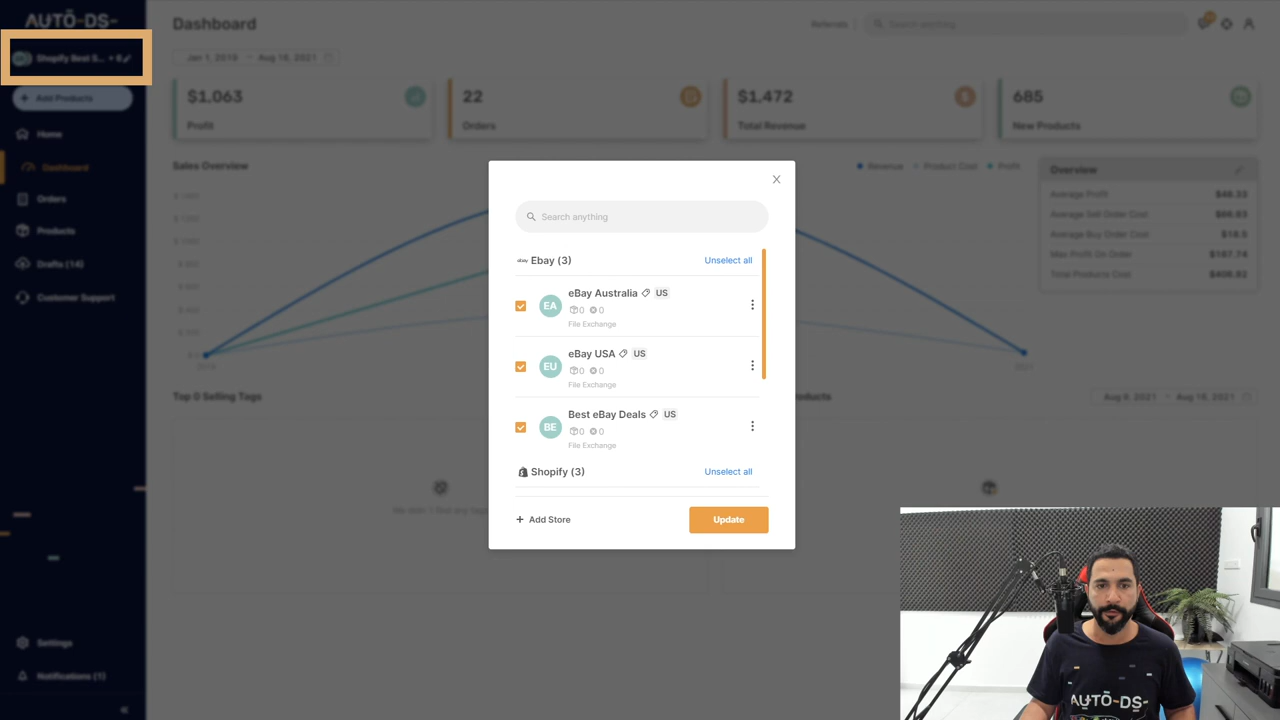 AUTO-DS-
Dashboard
Referrals
Search anything
Shopify Best S... + 6
Jan 1, 2019 ~ Aug 16, 2021
+ Add Products
$1,063
Profit
22
Orders
$1,472
Total Revenue
685
New Products
Home
Dashboard
Orders
Products
Drafts (14)
Customer Support
Sales Overview
Revenue
Product Cost
Profit
Overview
Average Profit
$48.33
Average Sell Order Cost
$66.93
Average Buy Order Cost
$18.5
Max Profit On Order
$187.74
Total Products Cost
Search anything
ebay Ebay (3)
Unselect all
EA
eBay Australia
US
0 0
File Exchange
EU
eBay USA
US
0 0
File Exchange
BE
Best eBay Deals
US
0 0
File Exchange
Shopify (3)
Unselect all
+ Add Store
Update
2021
Top 0 Selling Tags
Aug 9, 2021 ~ Aug 16, 2021
Settings
Notifications (1)
AUTO-DS-